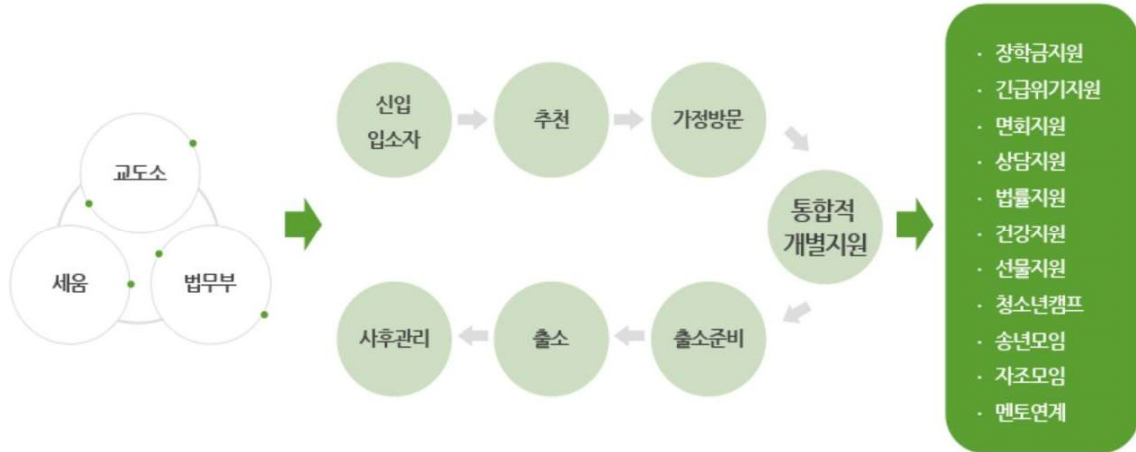 교도소
세움
법무부
신입
입소자
추천
가정방문
통합적
개별지원
출소준비
출소
사후관리
· 장학금지원
· 긴급위기지원
· 면회지원
· 상담지원
· 법률지원
· 건강지원
· 선물지원
· 청소년캠프
· 송년모임
· 자조모임
· 멘토연계